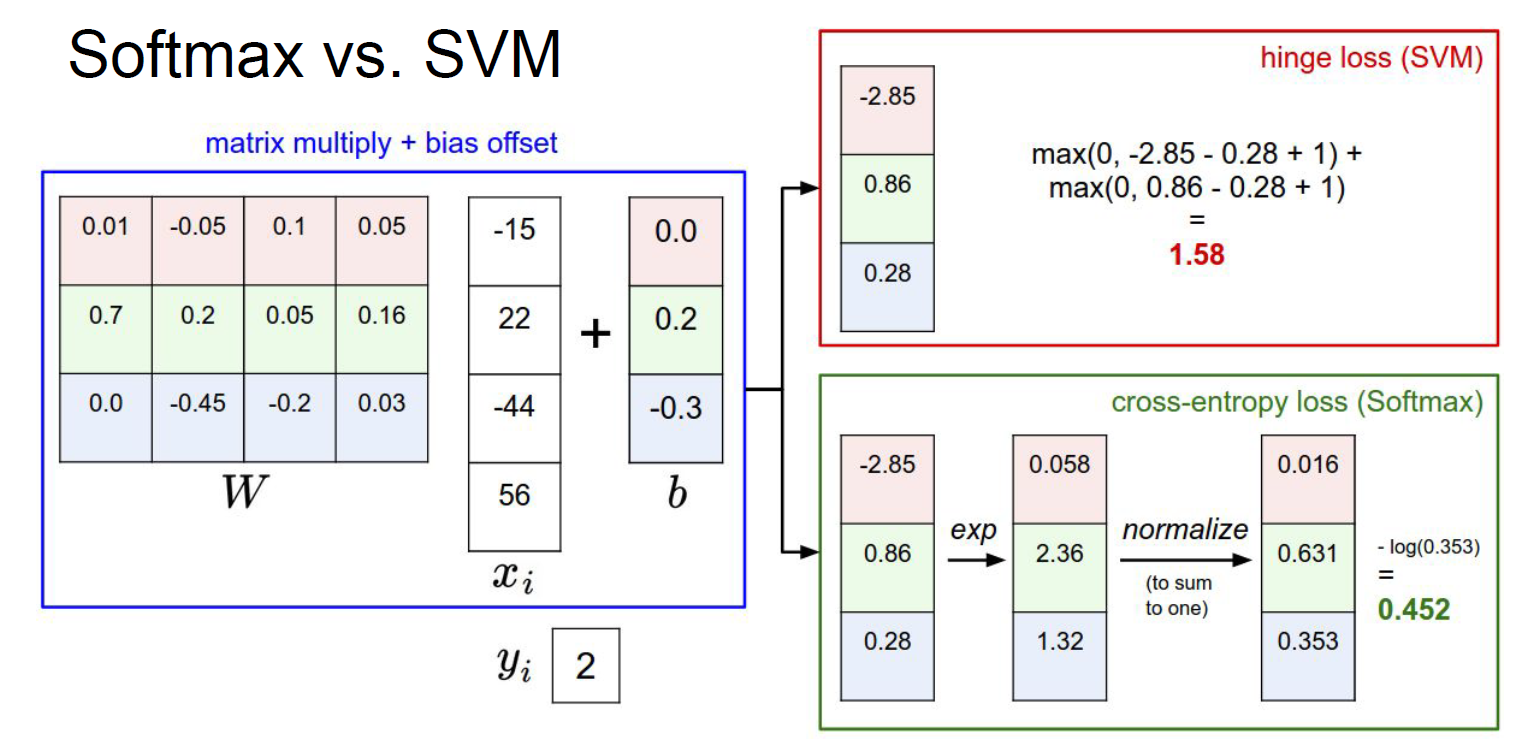 Softmax vs. SVM
matrix multiply + bias offset
0.01 -0.05 0.1 0.05
0.7 0.2 0.05 0.16
0.0 -0.45 -0.2 0.03
W
-15
22
-44
56
x_i
+
0.0
0.2
-0.3
b
y_i 2
hinge loss (SVM)
-2.85
0.86
0.28
max(0, -2.85 - 0.28 + 1) +
max(0, 0.86 - 0.28 + 1)
=
1.58
cross-entropy loss (Softmax)
-2.85
0.86
0.28
exp
0.058
2.36
1.32
normalize
(to sum
to one)
0.016
0.631
0.353
- log(0.353)
=
0.452